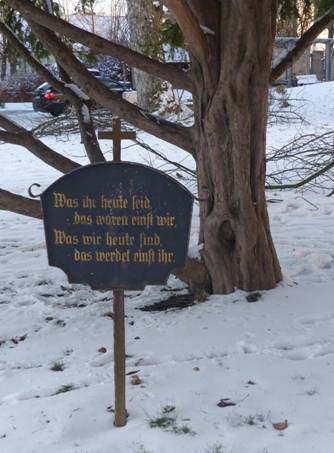 Was ihr heute seid,
das waren einst wir,
Was wir heute sind,
das werdet einst ihr.